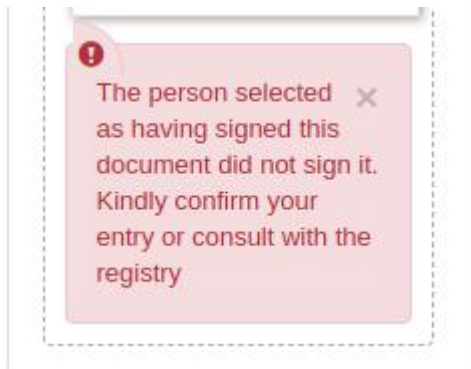 The person selected
as having signed this
document did not sign it.
Kindly confirm your
entry or consult with the
registry